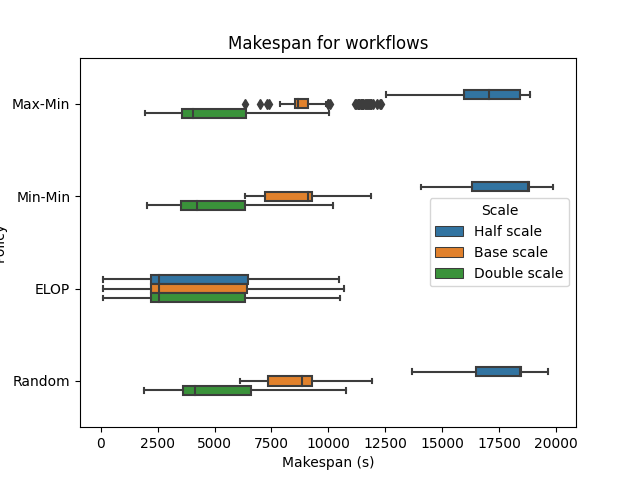 Makespan for workflows
Max-Min
Min-Min
ELOP
Random
Policy
Scale
Half scale
Base scale
Double scale
0 2500 5000 7500 10000 12500 15000 17500 20000
Makespan (s)